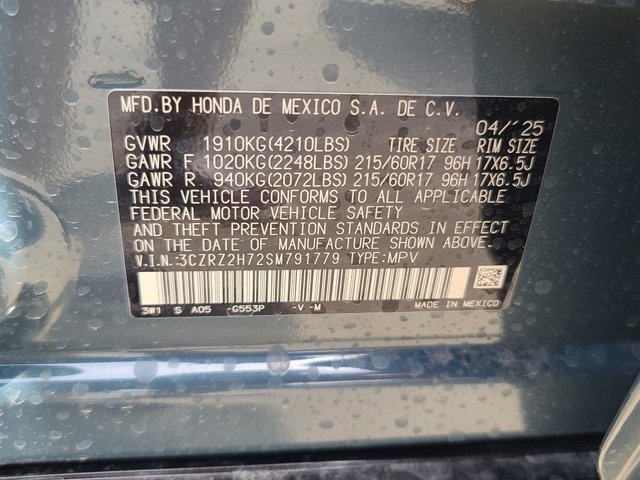 MFD.BY HONDA DE MEXICO S.A. DE C.V.
04/'25
GVWR 1910KG(4210LBS) TIRE SIZE RIM SIZE
GAWR F 1020KG(2248LBS) 215/60R17 96H 17X6.5J
GAWR R 940KG(2072LBS) 215/60R17 96H 17X6.5J
THIS VEHICLE CONFORMS TO ALL APPLICABLE
FEDERAL MOTOR VEHICLE SAFETY
AND THEFT PREVENTION STANDARDS IN EFFECT
ON THE DATE OF MANUFACTURE SHOWN ABOVE.
V.I.N.:3CZRZ2H72SM791779 TYPE:MPV
3W1 S A05 G553P -V -M MADE IN MEXICO